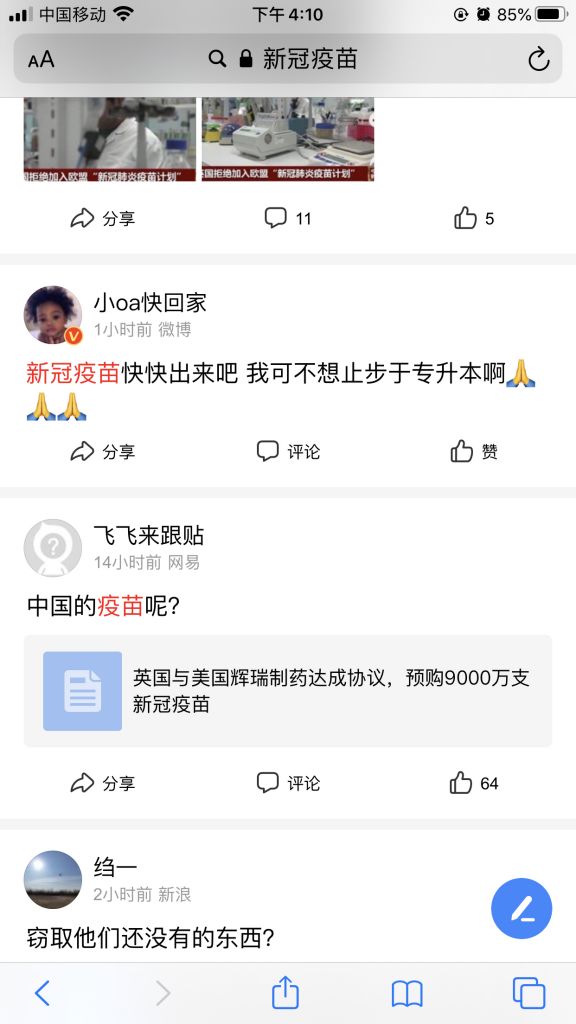 中国移动 下午4:10 85%
AA 新冠疫苗
国拒绝加入欧盟“新冠肺炎疫苗计划” 英国拒绝加入欧盟“新冠肺炎疫苗计划”
分享 11 5
小oa快回家
1小时前 微博
新冠疫苗快快出来吧 我可不想止步于专升本啊🙏
🙏🙏
分享 评论 赞
飞飞来跟贴
14小时前 网易
中国的疫苗呢？
英国与美国辉瑞制药达成协议，预购9000万支
新冠疫苗
分享 评论 64
绉一
2小时前 新浪
窃取他们还没有的东西？